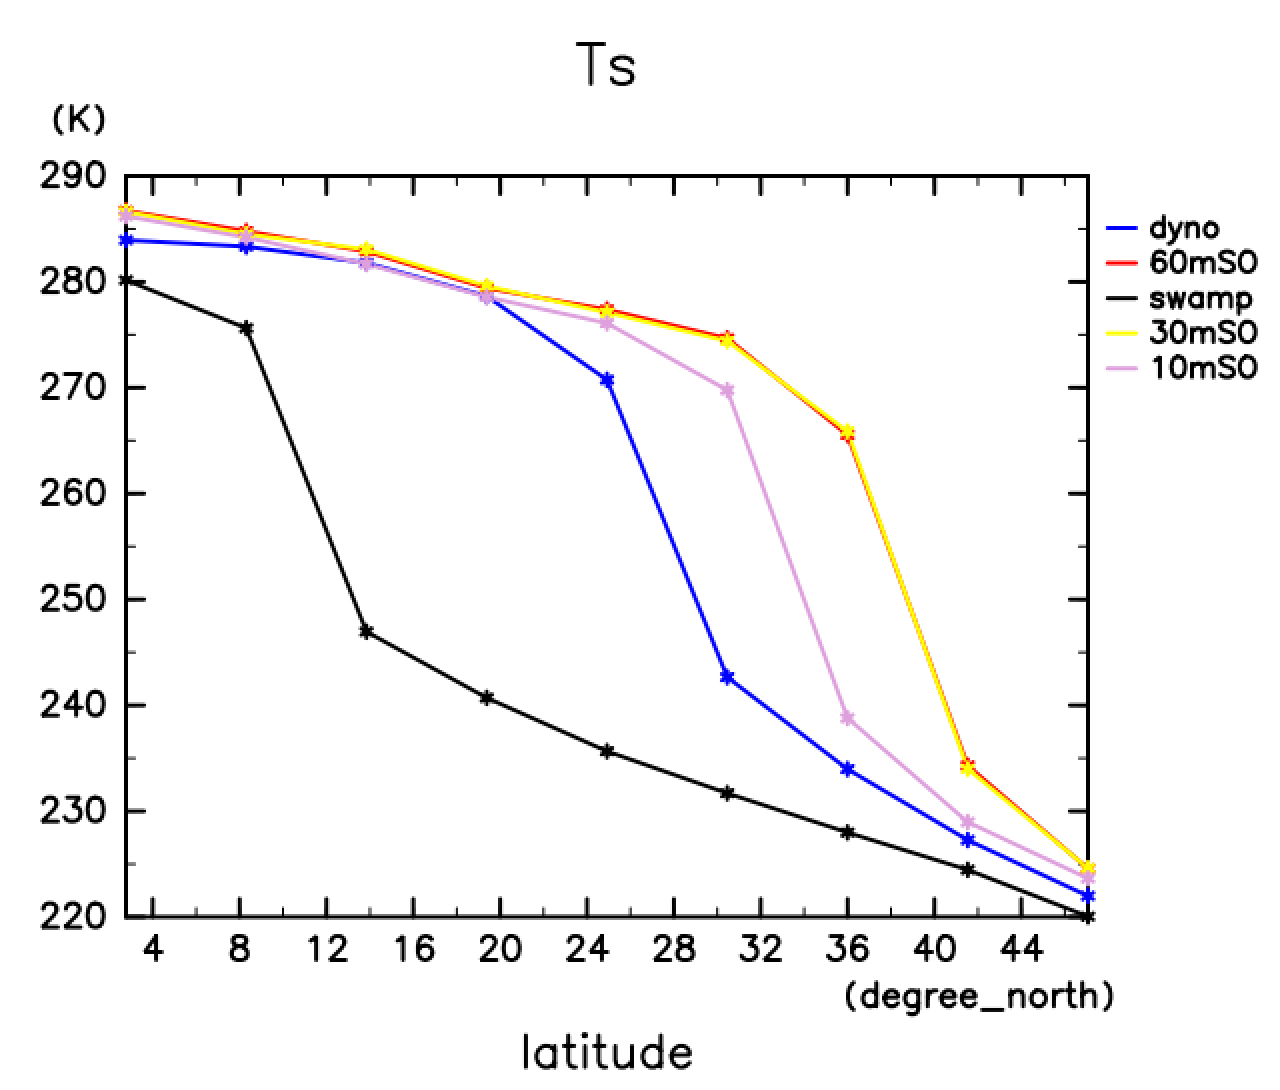 Ts
(K)
290
280
270
260
250
240
230
220
4 8 12 16 20 24 28 32 36 40 44
(degree_north)
latitude
dyno
60mSO
swamp
30mSO
10mSO